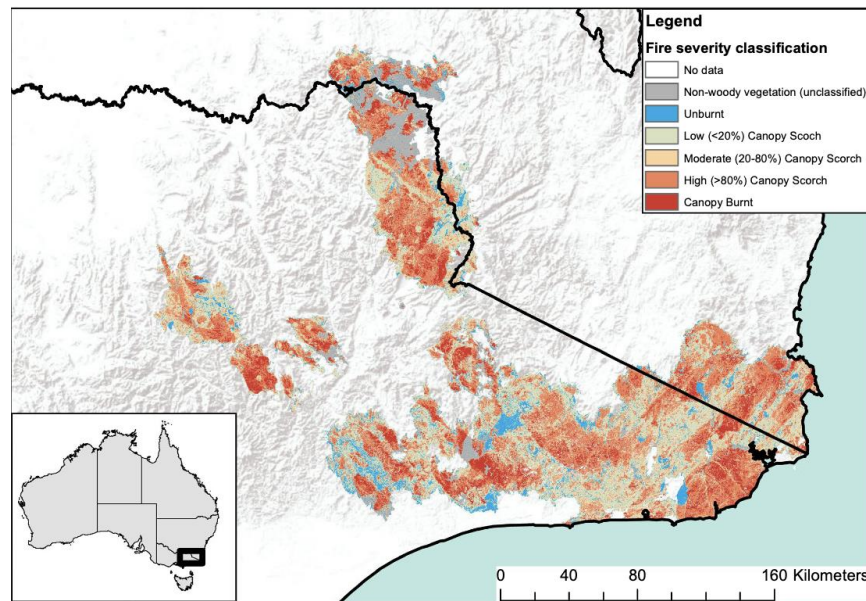 Legend
Fire severity classification
No data
Non-woody vegetation (unclassified)
Unburnt
Low (<20%) Canopy Scoch
Moderate (20-80%) Canopy Scorch
High (>80%) Canopy Scorch
Canopy Burnt
0 40 80 160 Kilometers